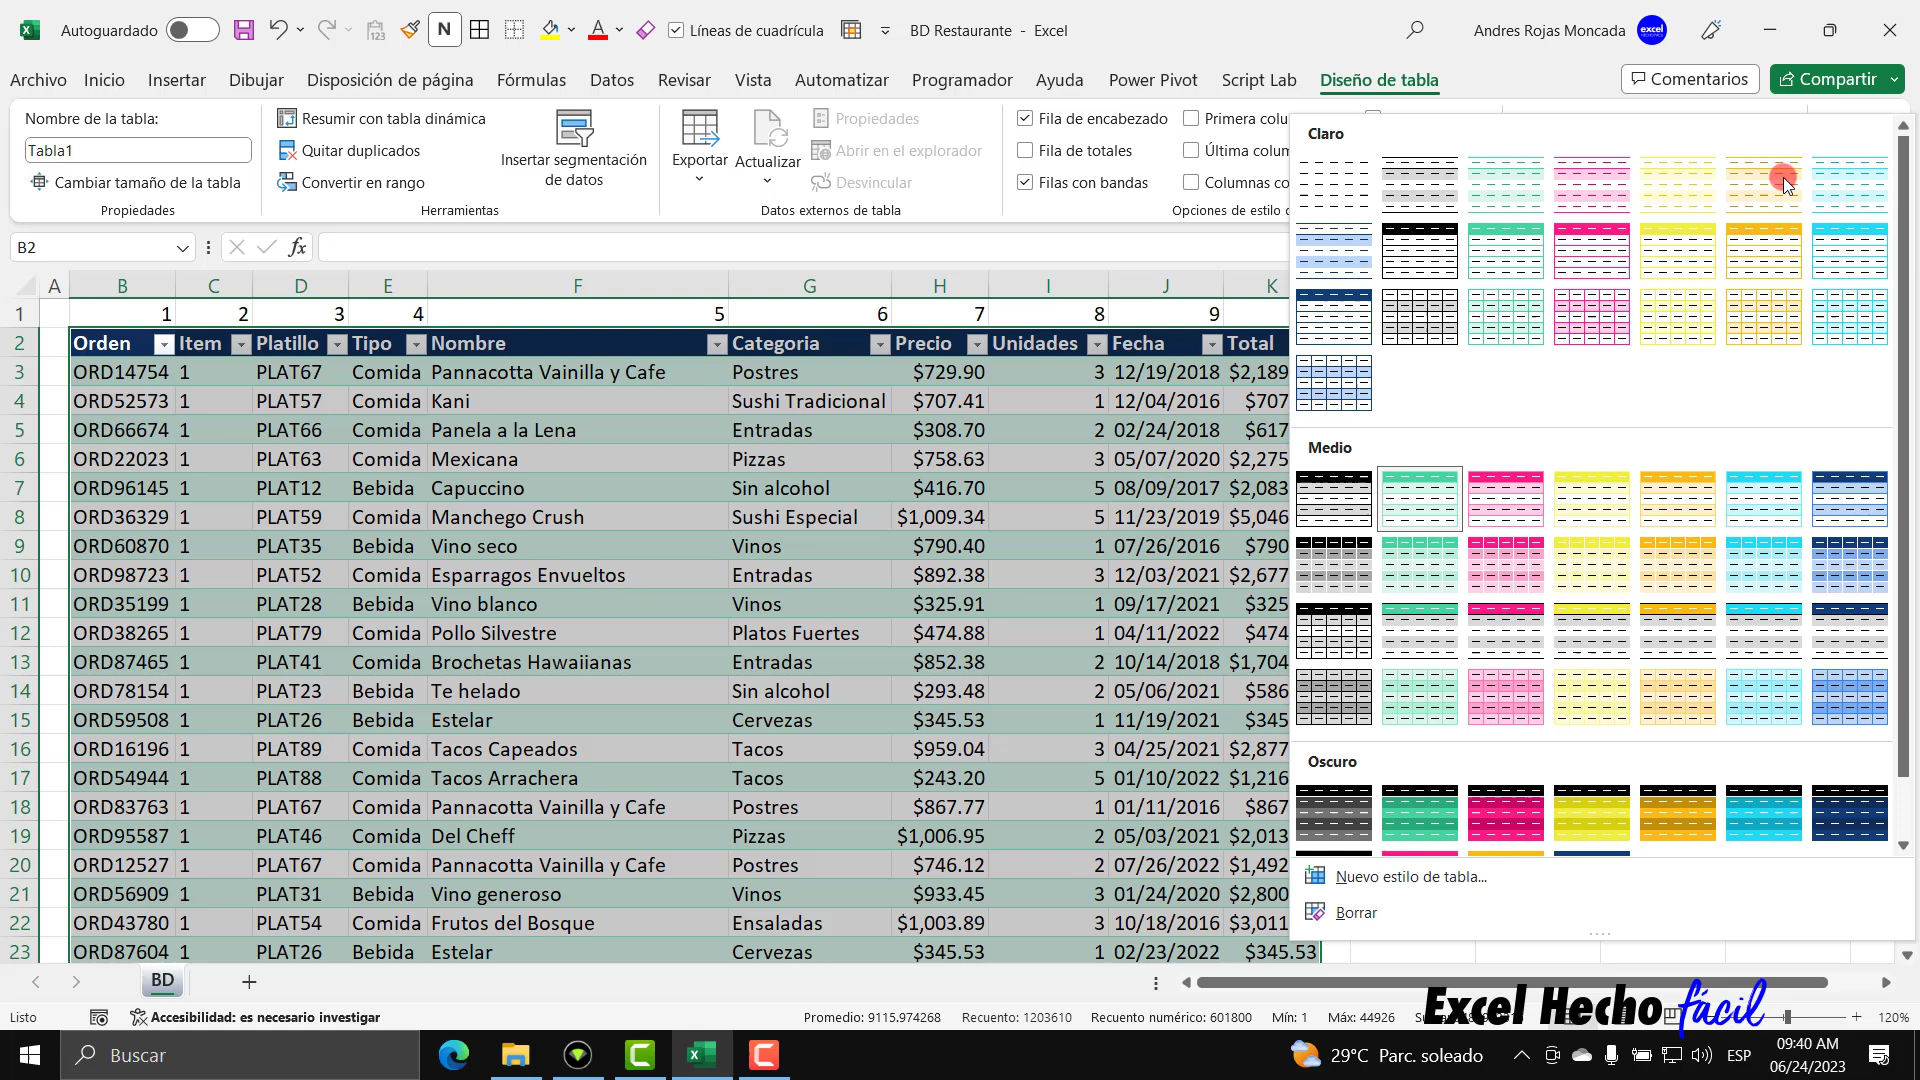 Autoguardado
N
Líneas de cuadrícula
BD Restaurante - Excel
Andres Rojas Moncada
Archivo Inicio Insertar Dibujar Disposición de página Fórmulas Datos Revisar Vista Automatizar Programador Ayuda Power Pivot Script Lab Diseño de tabla
Comentarios
Compartir
Nombre de la tabla:
Tabla1
Cambiar tamaño de la tabla
Propiedades
Resumir con tabla dinámica
Quitar duplicados
Convertir en rango
Insertar segmentación
de datos
Herramientas
Exportar
Actualizar
Propiedades
Abrir en el explorador
Desvincular
Datos externos de tabla
Fila de encabezado
Fila de totales
Filas con bandas
Primera colu
Última colum
Columnas co
Opciones de estilo d
B2
fx
A B C D E F G H I J K
1 1 2 3 4 5 6 7 8 9
2 Orden Item Platillo Tipo Nombre Categoria Precio Unidades Fecha Total
3 ORD14754 1 PLAT67 Comida Pannacotta Vainilla y Cafe Postres $729.90 3 12/19/2018 $2,189
4 ORD52573 1 PLAT57 Comida Kani Sushi Tradicional $707.41 1 12/04/2016 $707
5 ORD66674 1 PLAT66 Comida Panela a la Lena Entradas $308.70 2 02/24/2018 $617
6 ORD22023 1 PLAT63 Comida Mexicana Pizzas $758.63 3 05/07/2020 $2,275
7 ORD96145 1 PLAT12 Bebida Capuccino Sin alcohol $416.70 5 08/09/2017 $2,083
8 ORD36329 1 PLAT59 Comida Manchego Crush Sushi Especial $1,009.34 5 11/23/2019 $5,046
9 ORD60870 1 PLAT35 Bebida Vino seco Vinos $790.40 1 07/26/2016 $790
10 ORD98723 1 PLAT52 Comida Esparragos Envueltos Entradas $892.38 3 12/03/2021 $2,677
11 ORD35199 1 PLAT28 Bebida Vino blanco Vinos $325.91 1 09/17/2021 $325
12 ORD38265 1 PLAT79 Comida Pollo Silvestre Platos Fuertes $474.88 1 04/11/2022 $474
13 ORD87465 1 PLAT41 Comida Brochetas Hawaiianas Entradas $852.38 2 10/14/2018 $1,704
14 ORD78154 1 PLAT23 Bebida Te helado Sin alcohol $293.48 2 05/06/2021 $586
15 ORD59508 1 PLAT26 Bebida Estelar Cervezas $345.53 1 11/19/2021 $345
16 ORD16196 1 PLAT89 Comida Tacos Capeados Tacos $959.04 3 04/25/2021 $2,877
17 ORD54944 1 PLAT88 Comida Tacos Arrachera Tacos $243.20 5 01/10/2022 $1,216
18 ORD83763 1 PLAT67 Comida Pannacotta Vainilla y Cafe Postres $867.77 1 01/11/2016 $867
19 ORD95587 1 PLAT46 Comida Del Cheff Pizzas $1,006.95 2 05/03/2021 $2,013
20 ORD12527 1 PLAT67 Comida Pannacotta Vainilla y Cafe Postres $746.12 2 07/26/2022 $1,492
21 ORD56909 1 PLAT31 Bebida Vino generoso Vinos $933.45 3 01/24/2020 $2,800
22 ORD43780 1 PLAT54 Comida Frutos del Bosque Ensaladas $1,003.89 3 10/18/2016 $3,011
23 ORD87604 1 PLAT26 Bebida Estelar Cervezas $345.53 1 02/23/2022 $345.53
Claro
Medio
Oscuro
Nuevo estilo de tabla...
Borrar
BD
Listo
Accesibilidad: es necesario investigar
Promedio: 9115.974268 Recuento: 1203610 Recuento numérico: 601800 Mín: 1 Máx: 44926
120%
Excel Hecho fácil
Buscar
29°C Parc. soleado
ESP
09:40 AM
06/24/2023